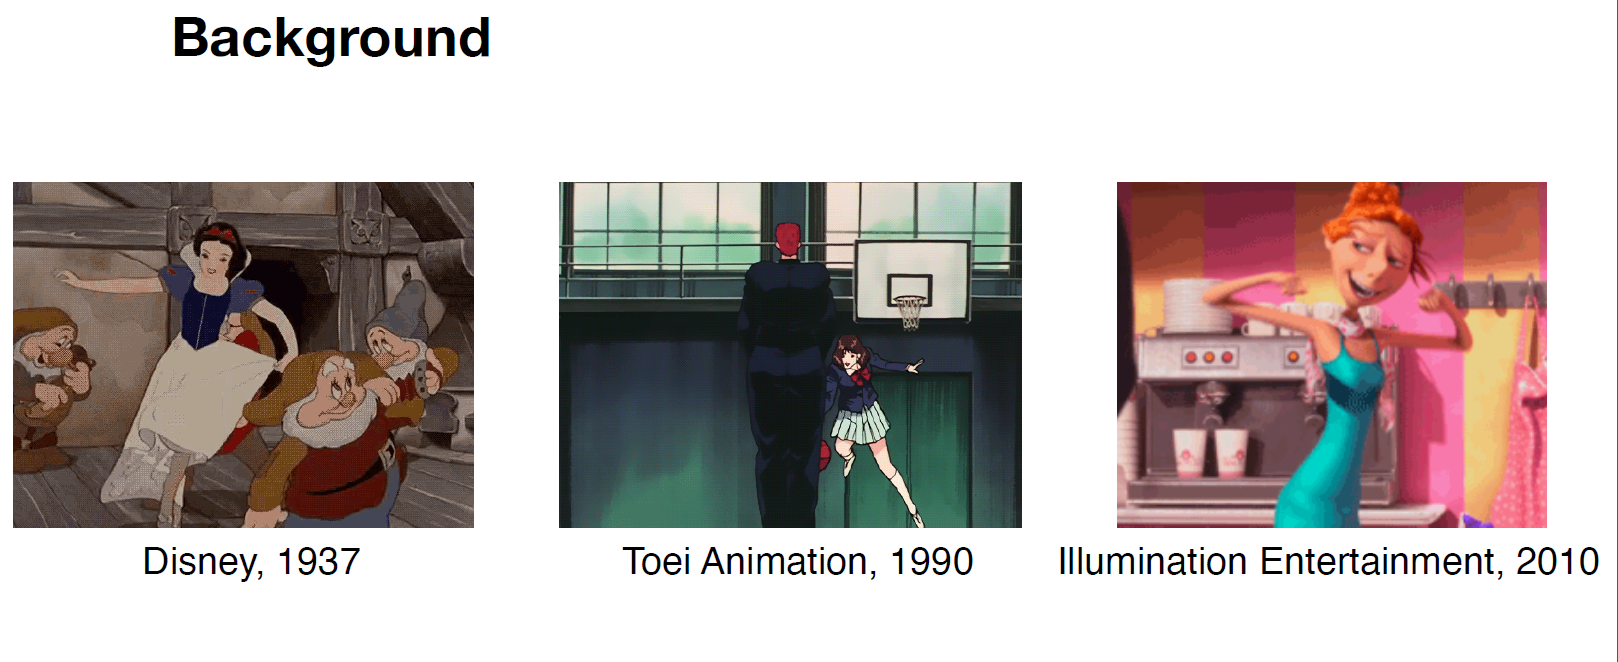 Background
Disney, 1937
Toei Animation, 1990
Illumination Entertainment, 2010